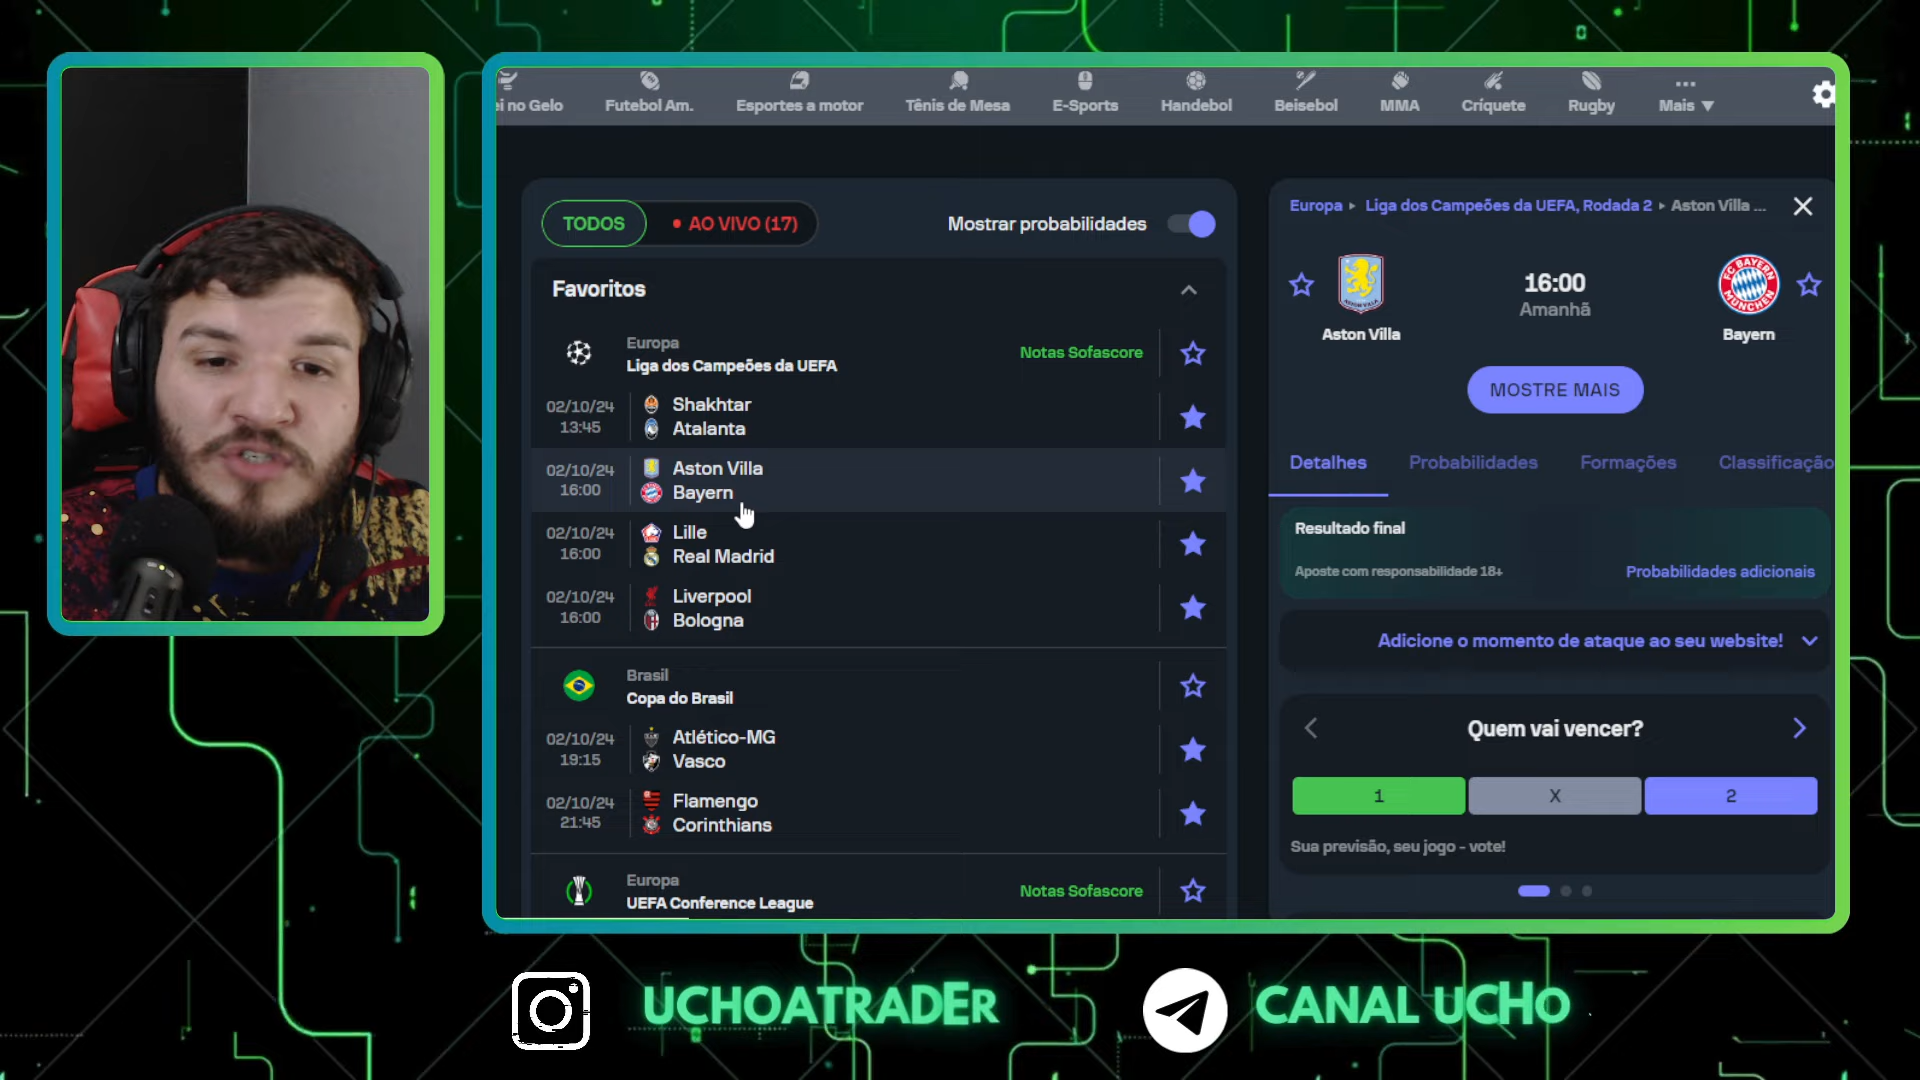 ei no Gelo
Futebol Am.
Esportes a motor
Tênis de Mesa
E-Sports
Handebol
Beisebol
MMA
Críquete
Rugby
Mais ▼
TODOS
• AO VIVO (17)
Mostrar probabilidades
Favoritos
Europa
Liga dos Campeões da UEFA
Notas Sofascore
02/10/24
13:45
Shakhtar
Atalanta
02/10/24
16:00
Aston Villa
Bayern
02/10/24
16:00
Lille
Real Madrid
02/10/24
16:00
Liverpool
Bologna
Brasil
Copa do Brasil
02/10/24
19:15
Atlético-MG
Vasco
02/10/24
21:45
Flamengo
Corinthians
Europa
UEFA Conference League
Notas Sofascore
Europa ▸ Liga dos Campeões da UEFA, Rodada 2 ▸ Aston Villa ...
Aston Villa
16:00
Amanhã
FC BAYERN
MÜNCHEN
Bayern
MOSTRE MAIS
Detalhes
Probabilidades
Formações
Classificação
Resultado final
Aposte com responsabilidade 18+
Probabilidades adicionais
Adicione o momento de ataque ao seu website!
Quem vai vencer?
1
X
2
Sua previsão, seu jogo - vote!
UCHOATRADER
CANAL UCHO